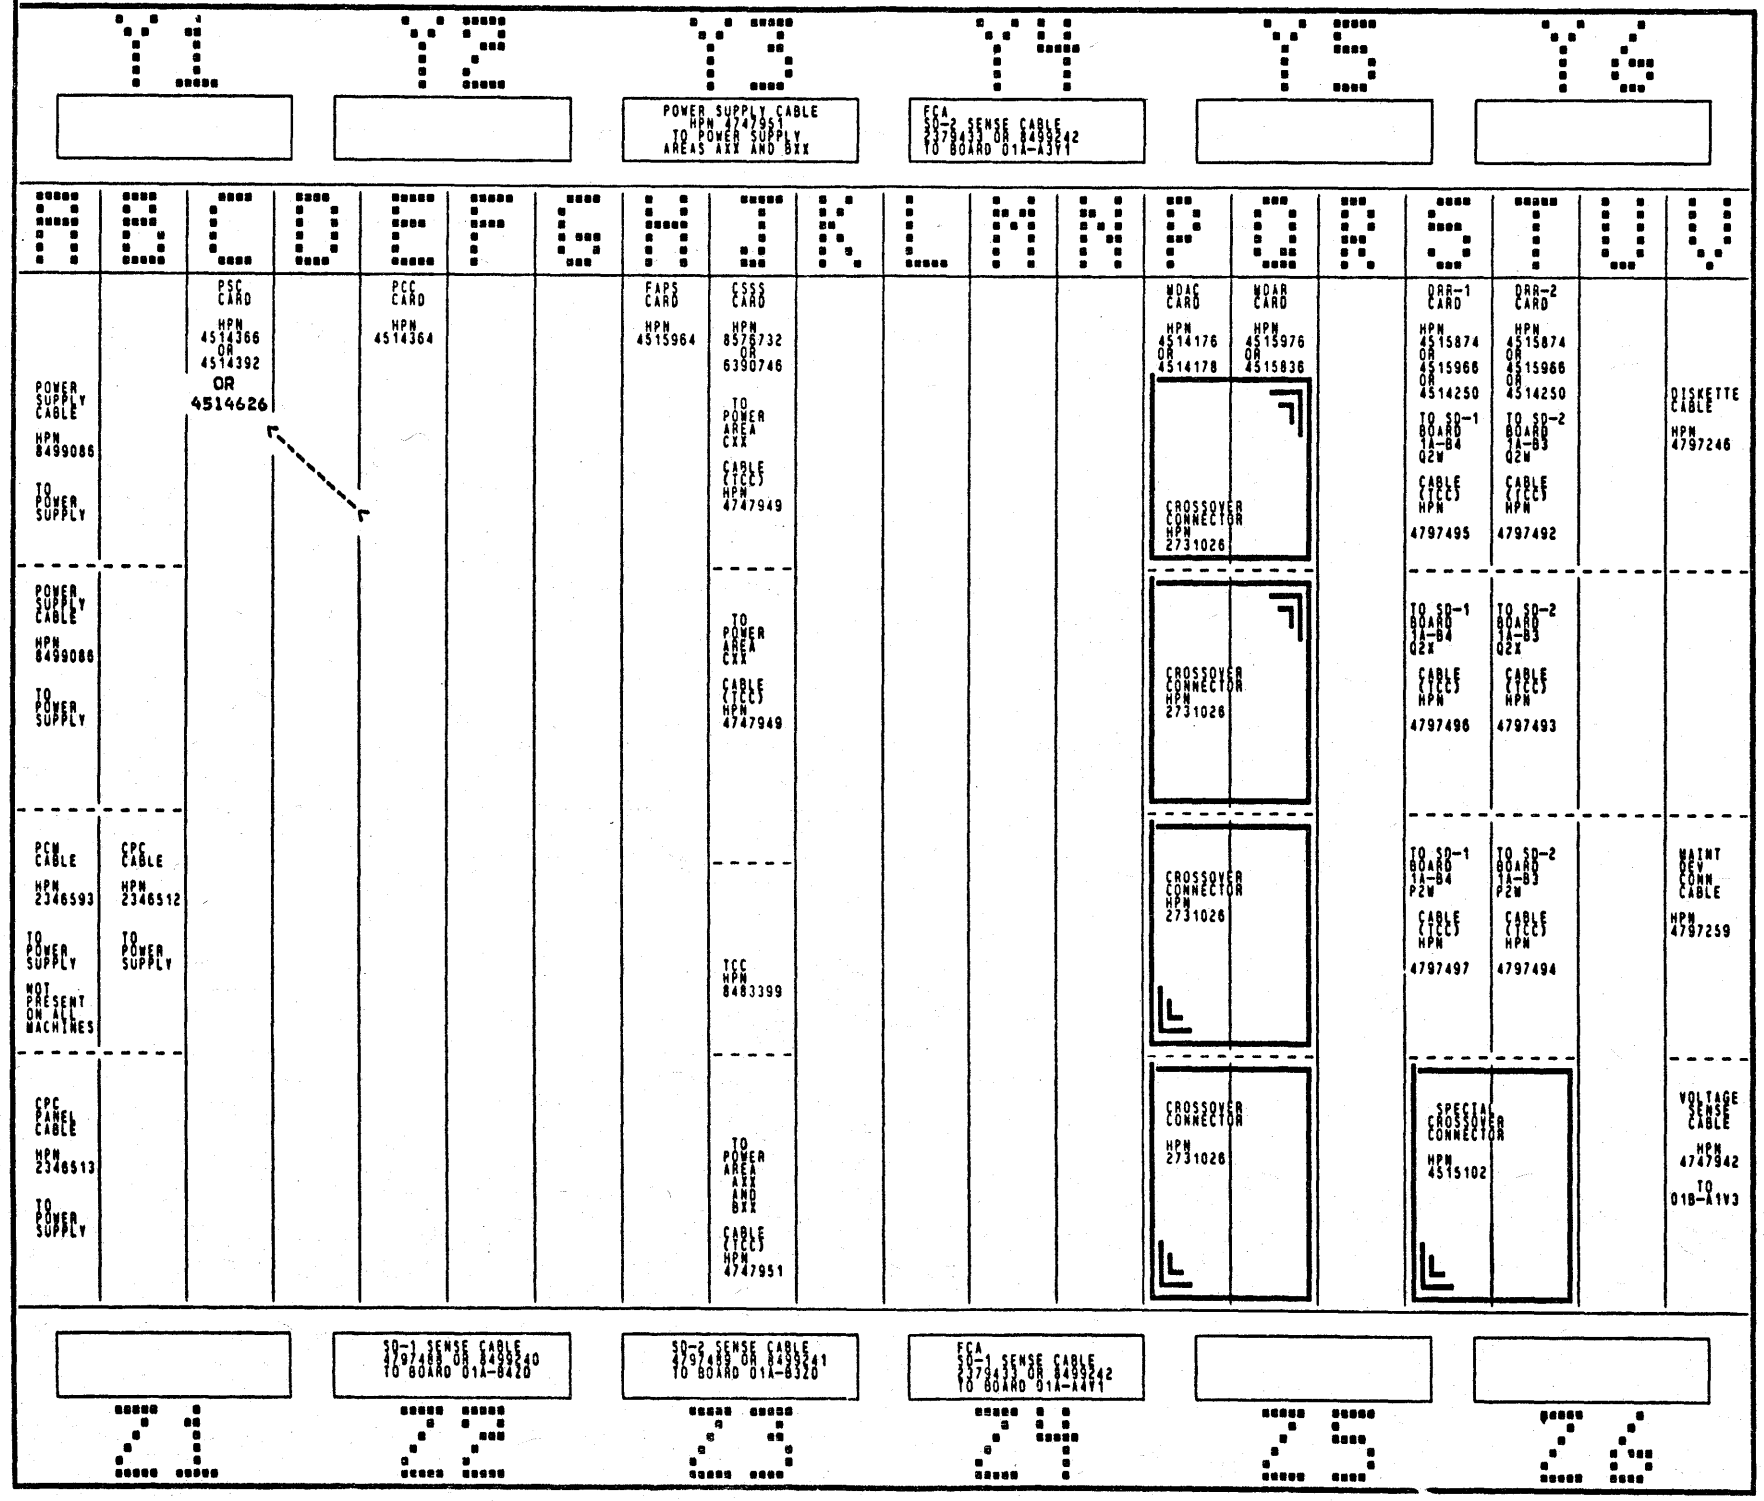 Y1 Y2 Y3 Y4 Y5 Y6
POWER SUPPLY CABLE
HPN 4747951
TO POWER SUPPLY
AREAS AXX AND BXX
FCA
SD-2 SENSE CABLE
2379433 OR 8499242
TO BOARD 01A-A3Y1
A B C D E F G H J K L M N P Q R S T U V
POWER
SUPPLY
CABLE
HPN
8499086
TO
POWER
SUPPLY
POWER
SUPPLY
CABLE
HPN
8499086
TO
POWER
SUPPLY
PCM
CABLE
HPN
2346593
TO
POWER
SUPPLY
NOT
PRESENT
ON ALL
MACHINES
CPC
PANEL
CABLE
HPN
2346513
TO
POWER
SUPPLY
CPC
CABLE
HPN
2346512
TO
POWER
SUPPLY
PSC
CARD
HPN
4514366
OR
4514392
OR
4514626
PCC
CARD
HPN
4514364
FAPS
CARD
HPN
4515964
CSSS
CARD
HPN
8576732
OR
6390746
TO
POWER
AREA
CXX
CABLE
(TCC)
HPN
4747949
TO
POWER
AREA
CXX
CABLE
(TCC)
HPN
4747949
TCC
HPN
8483399
TO
POWER
AREA
AXX
AND
BXX
CABLE
(TCC)
HPN
4747951
MDAC
CARD
HPN
4514176
OR
4514178
MDAR
CARD
HPN
4515976
OR
4515836
CROSSOVER
CONNECTOR
HPN
2731026
CROSSOVER
CONNECTOR
HPN
2731026
CROSSOVER
CONNECTOR
HPN
2731026
CROSSOVER
CONNECTOR
HPN
2731026
DRR-1
CARD
HPN
4515874
OR
4515966
OR
4514250
TO SD-1
BOARD
1A-B4
Q2W
CABLE
(TCC)
HPN
4797495
TO SD-1
BOARD
1A-B4
Q2X
CABLE
(TCC)
HPN
4797496
TO SD-1
BOARD
1A-B4
P2W
CABLE
(TCC)
HPN
4797497
DRR-2
CARD
HPN
4515874
OR
4515966
OR
4514250
TO SD-2
BOARD
1A-B3
Q2W
CABLE
(TCC)
HPN
4797492
TO SD-2
BOARD
1A-B3
Q2X
CABLE
(TCC)
HPN
4797493
TO SD-2
BOARD
1A-B3
P2W
CABLE
(TCC)
HPN
4797494
SPECIAL
CROSSOVER
CONNECTOR
HPN
4515102
DISKETTE
CABLE
HPN
4797246
MAINT
DEV
CONN
CABLE
HPN
4797259
VOLTAGE
SENSE
CABLE
HPN
4747942
TO
01B-A1V3
SD-1 SENSE CABLE
4797488 OR 8499240
TO BOARD 01A-B4Z0
SD-2 SENSE CABLE
4797489 OR 8499241
TO BOARD 01A-B3Z0
FCA
SD-1 SENSE CABLE
2379433 OR 8499242
TO BOARD 01A-A4Y1
Z1 Z2 Z3 Z4 Z5 Z6